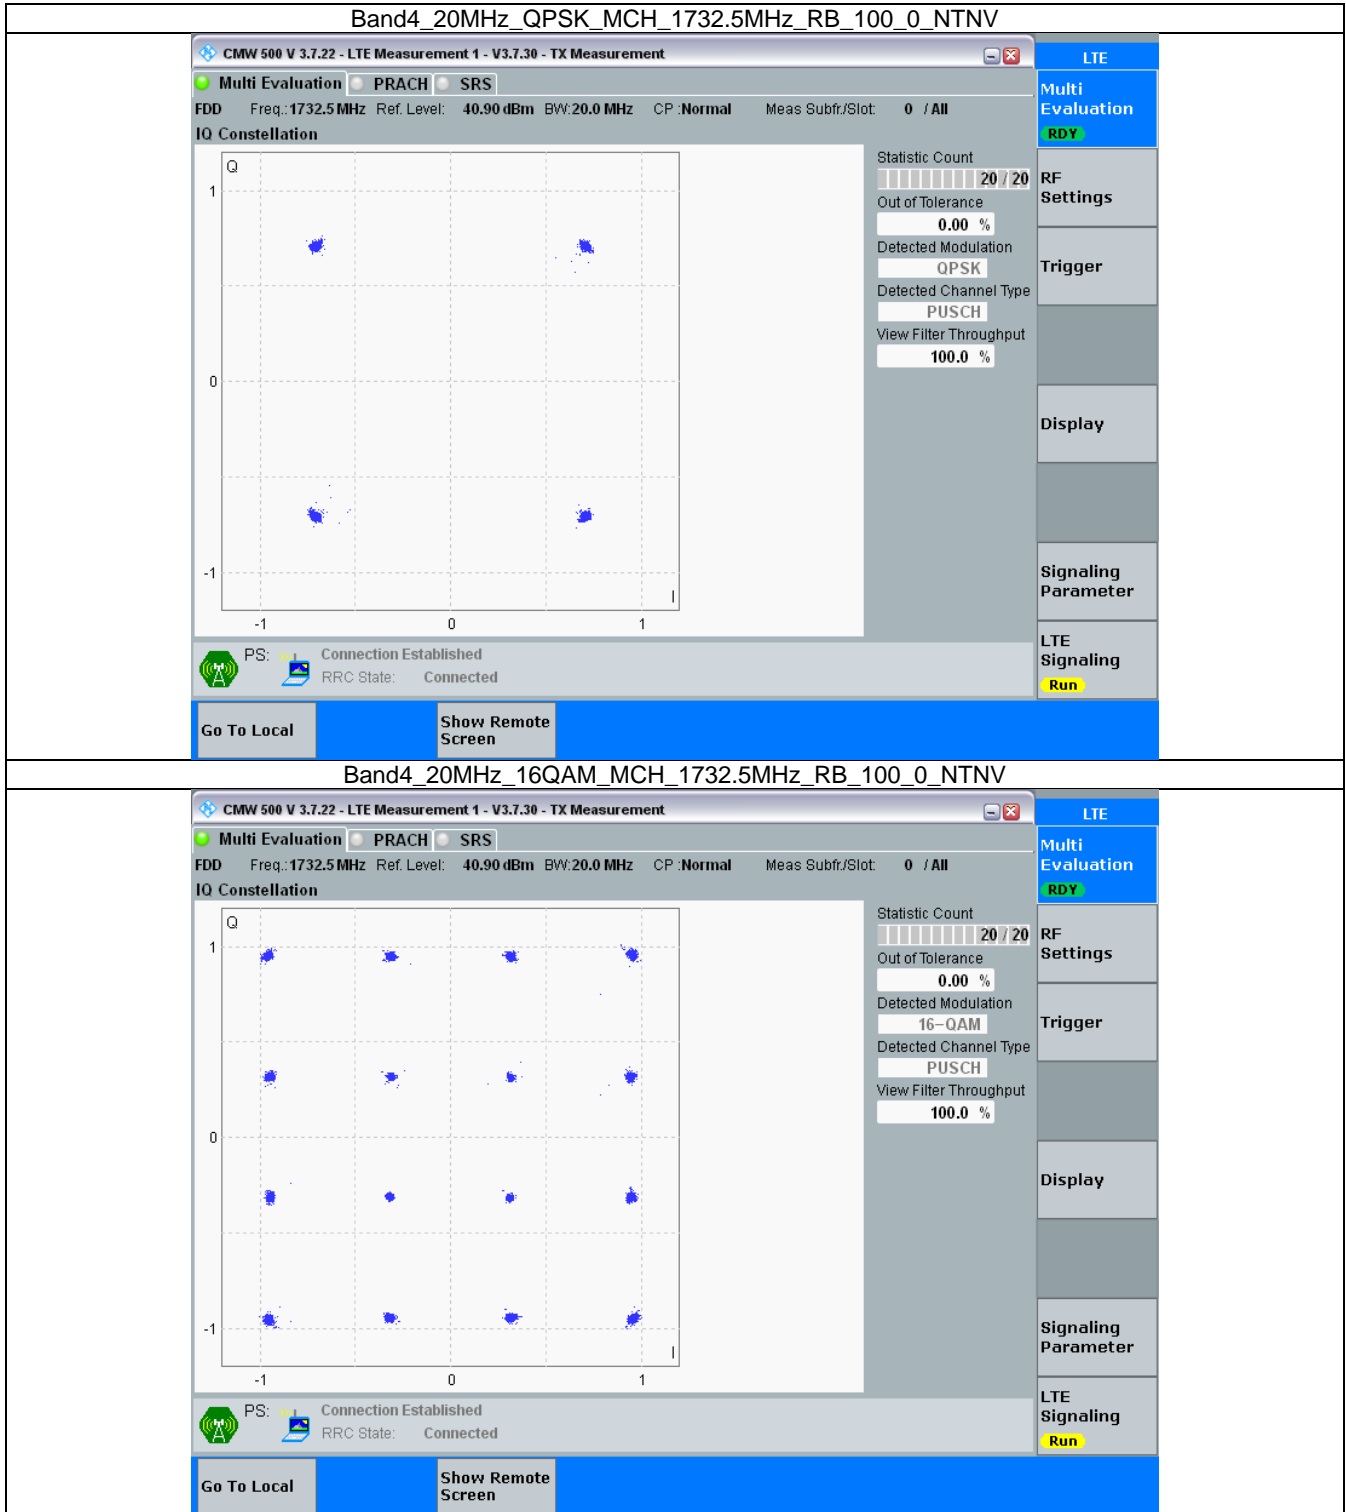 Band4_20MHz_QPSK_MCH_1732.5MHz_RB_100_0_NTNV
CMW 500 V 3.7.22 - LTE Measurement 1 - V3.7.30 - TX Measurement
LTE
Multi Evaluation PRACH SRS
Multi
Evaluation
RDY
FDD Freq.: 1732.5 MHz Ref. Level: 40.90 dBm BW: 20.0 MHz CP : Normal Meas Subfr./Slot: 0 / All
IQ Constellation
Q
1
0
-1
I
-1 0 1
Statistic Count
20 / 20
Out of Tolerance
0.00 %
Detected Modulation
QPSK
Detected Channel Type
PUSCH
View Filter Throughput
100.0 %
RF
Settings
Trigger
Display
Signaling
Parameter
LTE
Signaling
Run
PS: Connection Established
RRC State: Connected
Go To Local
Show Remote
Screen
Band4_20MHz_16QAM_MCH_1732.5MHz_RB_100_0_NTNV
CMW 500 V 3.7.22 - LTE Measurement 1 - V3.7.30 - TX Measurement
LTE
Multi Evaluation PRACH SRS
Multi
Evaluation
RDY
FDD Freq.: 1732.5 MHz Ref. Level: 40.90 dBm BW: 20.0 MHz CP : Normal Meas Subfr./Slot: 0 / All
IQ Constellation
Q
1
0
-1
I
-1 0 1
Statistic Count
20 / 20
Out of Tolerance
0.00 %
Detected Modulation
16-QAM
Detected Channel Type
PUSCH
View Filter Throughput
100.0 %
RF
Settings
Trigger
Display
Signaling
Parameter
LTE
Signaling
Run
PS: Connection Established
RRC State: Connected
Go To Local
Show Remote
Screen